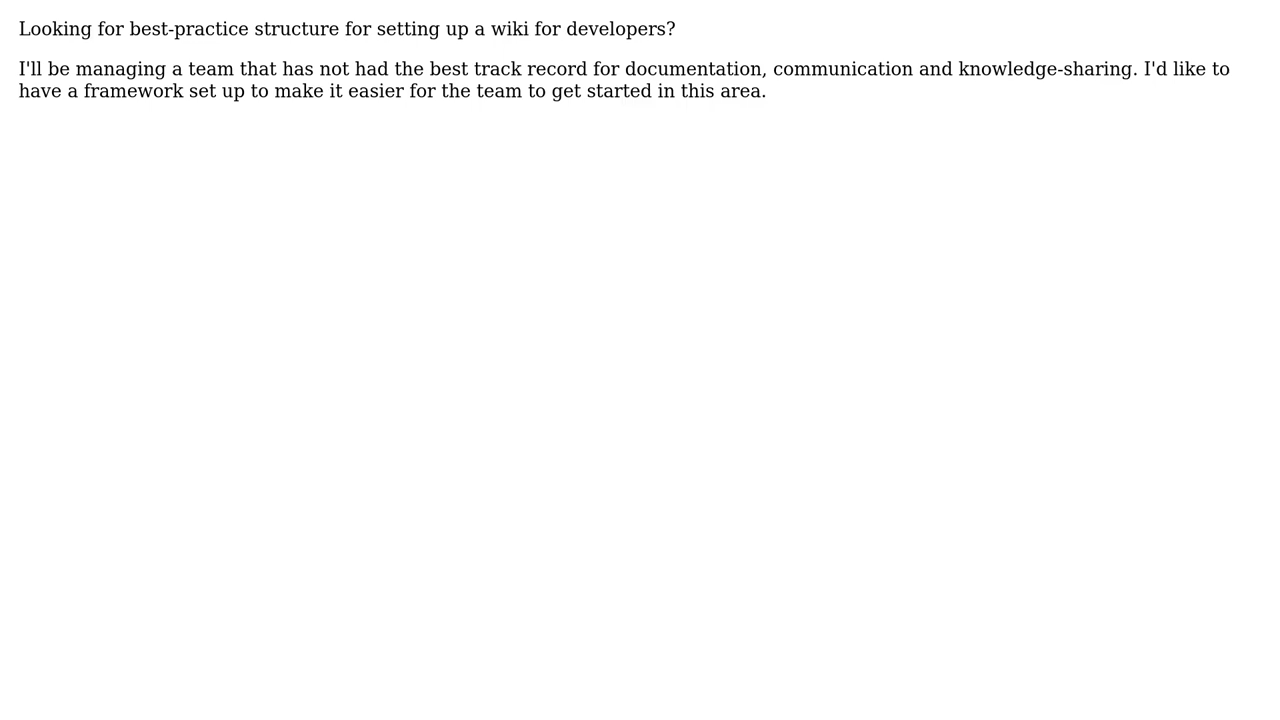 Looking for best-practice structure for setting up a wiki for developers?
I'll be managing a team that has not had the best track record for documentation, communication and knowledge-sharing. I'd like to
have a framework set up to make it easier for the team to get started in this area.